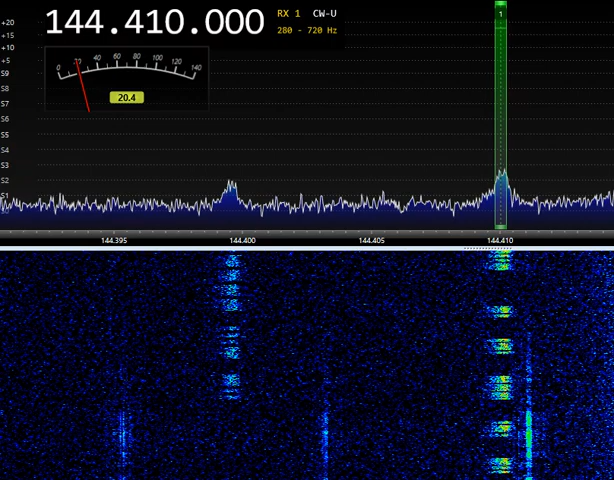 144.410.000
RX 1 CW-U
280 - 720 Hz
0 20 40 60 80 100 120 140
20.4
1
+20
+15
+10
+5
S9
S8
S7
S6
S5
S4
S3
S2
S1
144.395 144.400 144.405 144.410